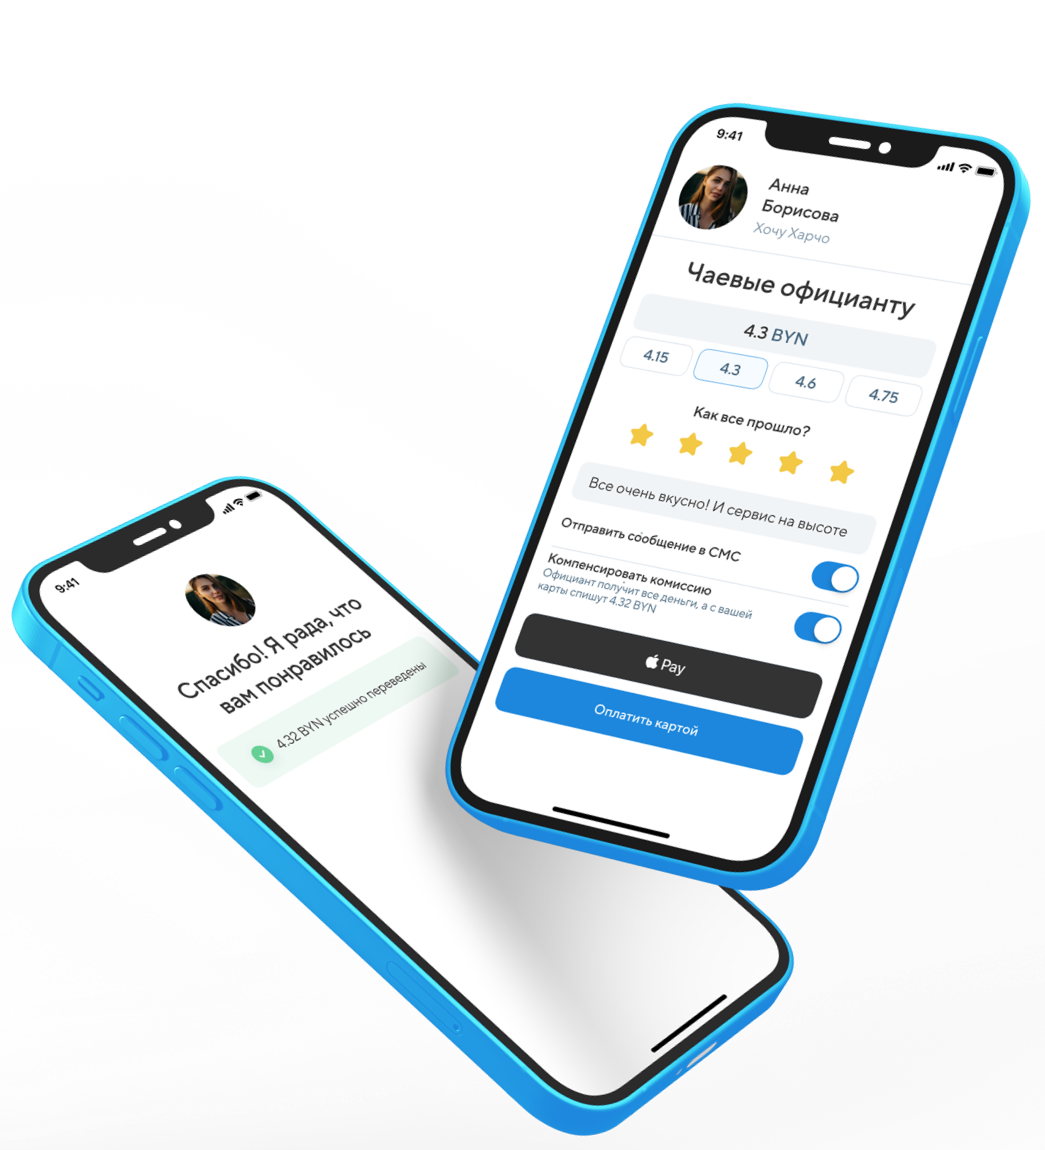 9:41
Анна
Борисова
Хочу Харчо
Чаевые официанту
4.3 BYN
4.15
4.3
4.6
4.75
Как все прошло?
Все очень вкусно! И сервис на высоте
Отправить сообщение в СМС
Компенсировать комиссию
Официант получит все деньги, а с вашей
карты спишут 4.32 BYN
Pay
Оплатить картой
9:41
Спасибо! Я рада, что
вам понравилось
4.32 BYN успешно переведены